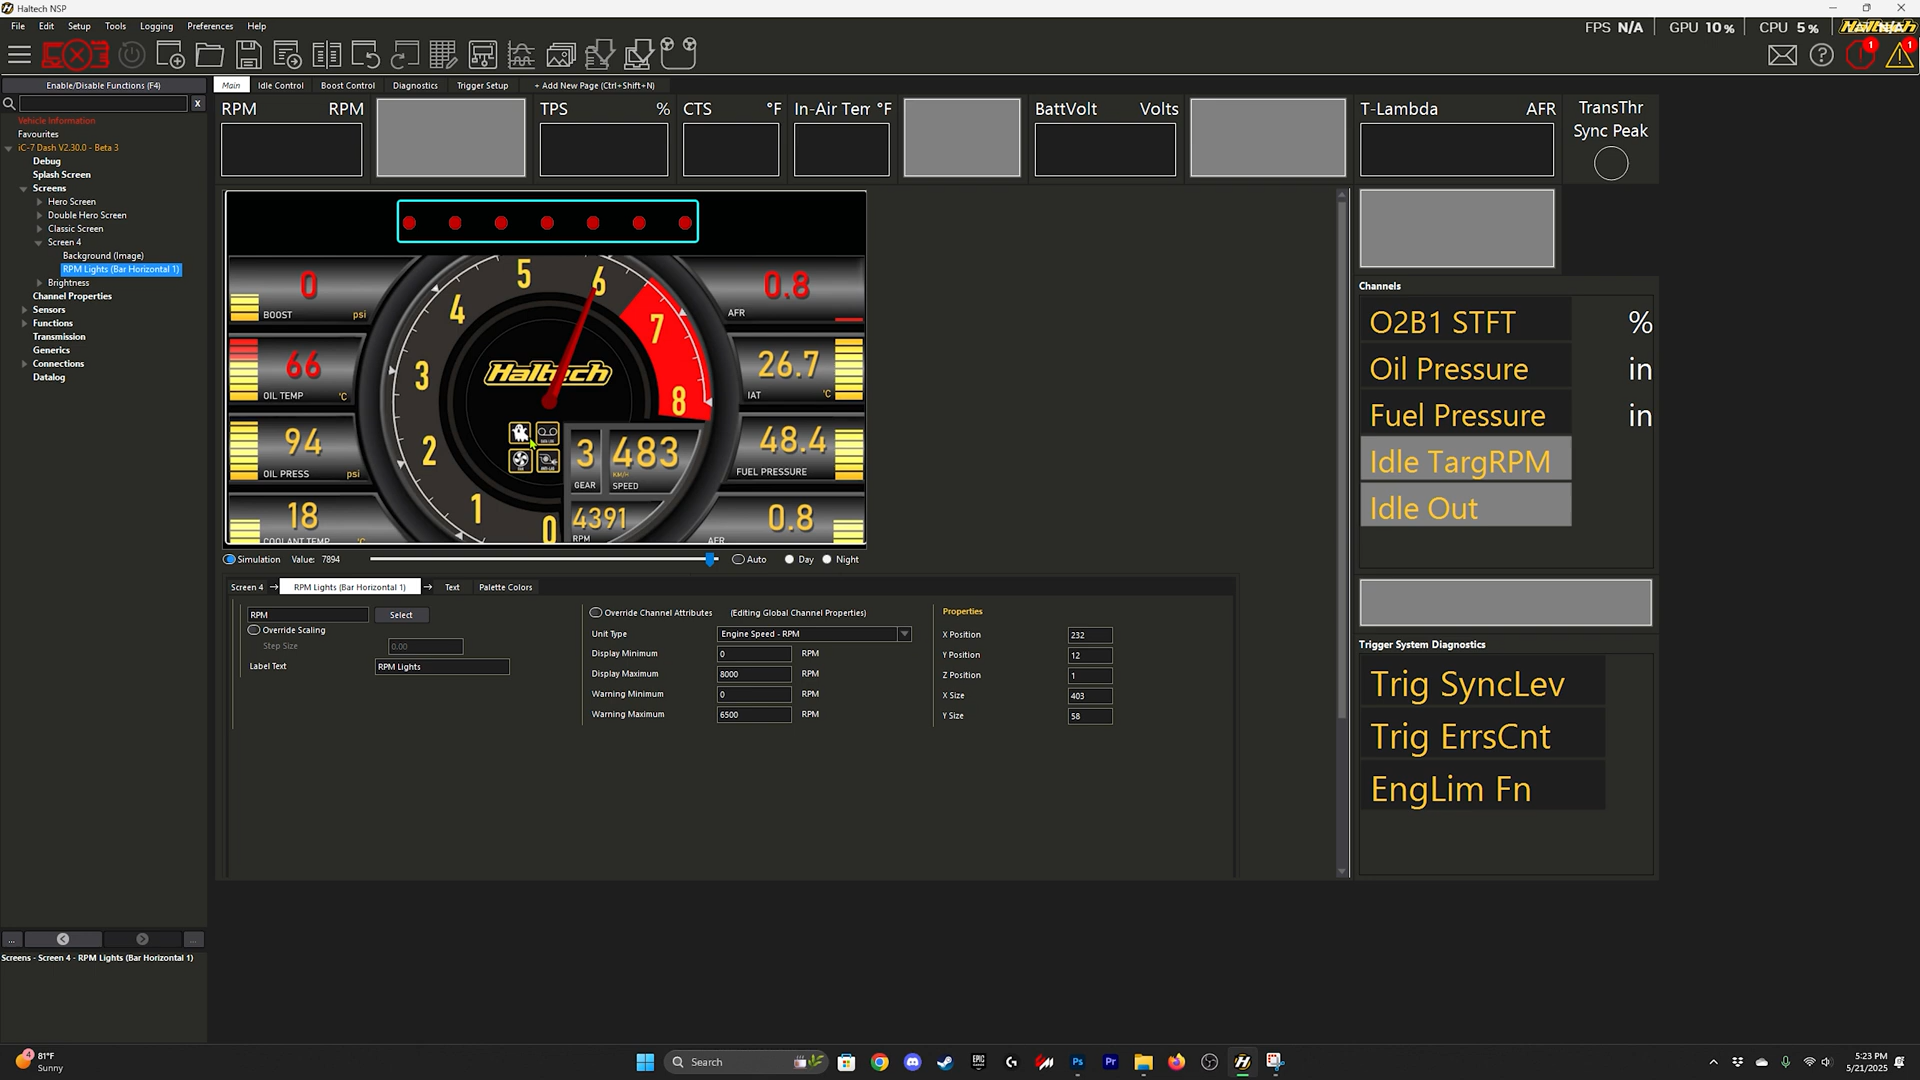 Haltech NSP
File Edit Setup Tools Logging Preferences Help
FPS N/A GPU 10% CPU 5% Haltech
1 1
Enable/Disable Functions (F4)
x
Vehicle Information
Favourites
iC-7 Dash V2.30.0 - Beta 3
Debug
Splash Screen
Screens
Hero Screen
Double Hero Screen
Classic Screen
Screen 4
Background (Image)
RPM Lights (Bar Horizontal 1)
Brightness
Channel Properties
Sensors
Functions
Transmission
Generics
Connections
Datalog
...
...
Screens - Screen 4 - RPM Lights (Bar Horizontal 1)
Main Idle Control Boost Control Diagnostics Trigger Setup + Add New Page (Ctrl+Shift+N)
RPM RPM TPS % CTS °F In-Air Terr °F BattVolt Volts T-Lambda AFR TransThr
Sync Peak
0
BOOST psi
66
OIL TEMP °C
94
OIL PRESS psi
18
COOLANT TEMP °C
0 1 2 3 4 5 6 7 8
Haltech
3
GEAR
483
KM/H
SPEED
4391
RPM
0.8
AFR
26.7
IAT °C
48.4
FUEL PRESSURE
0.8
AFR
Simulation Value: 7894 Auto Day Night
Screen 4 RPM Lights (Bar Horizontal 1) Text Palette Colors
RPM Select
Override Scaling
Step Size 0.00
Label Text RPM Lights
Override Channel Attributes (Editing Global Channel Properties)
Unit Type Engine Speed - RPM
Display Minimum 0 RPM
Display Maximum 8000 RPM
Warning Minimum 0 RPM
Warning Maximum 6500 RPM
Properties
X Position 232
Y Position 12
Z Position 1
X Size 403
Y Size 58
Channels
O2B1 STFT %
Oil Pressure in
Fuel Pressure in
Idle TargRPM
Idle Out
Trigger System Diagnostics
Trig SyncLev
Trig ErrsCnt
EngLim Fn
4
81°F
Sunny
Search
EPIC
Ps
Pr
5:23 PM
5/21/2025